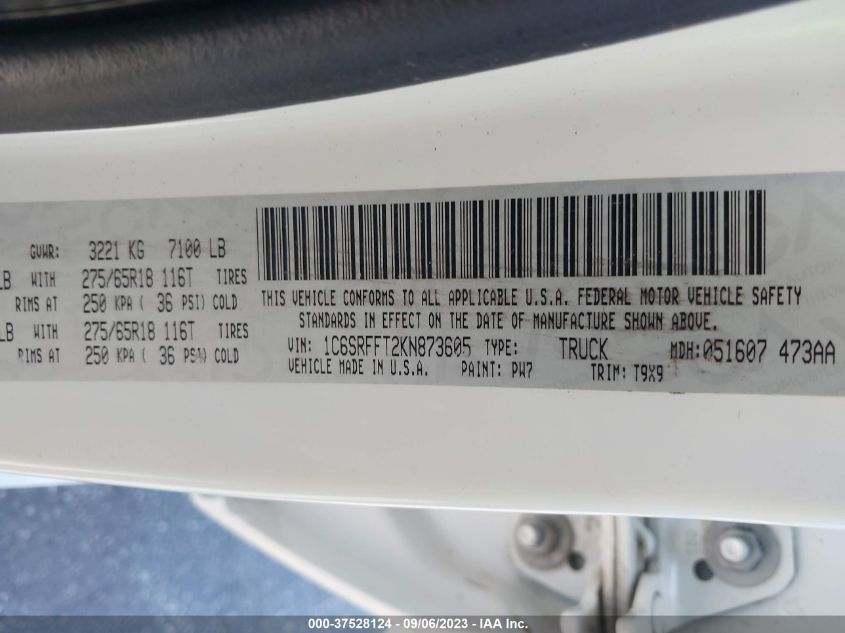 GVWR: 3221 KG 7100 LB
LB WITH 275/65R18 116T TIRES
RIMS AT 250 KPA ( 36 PSI) COLD
LB WITH 275/65R18 116T TIRES
RIMS AT 250 KPA ( 36 PSI) COLD
THIS VEHICLE CONFORMS TO ALL APPLICABLE U.S.A. FEDERAL MOTOR VEHICLE SAFETY
STANDARDS IN EFFECT ON THE DATE OF MANUFACTURE SHOWN ABOVE.
VIN: 1C6SRFFT2KN873605 TYPE: TRUCK MDH:051607 473AA
VEHICLE MADE IN U.S.A. PAINT: PW7 TRIM: T9X9
000-37528124 - 09/06/2023 - IAA Inc.